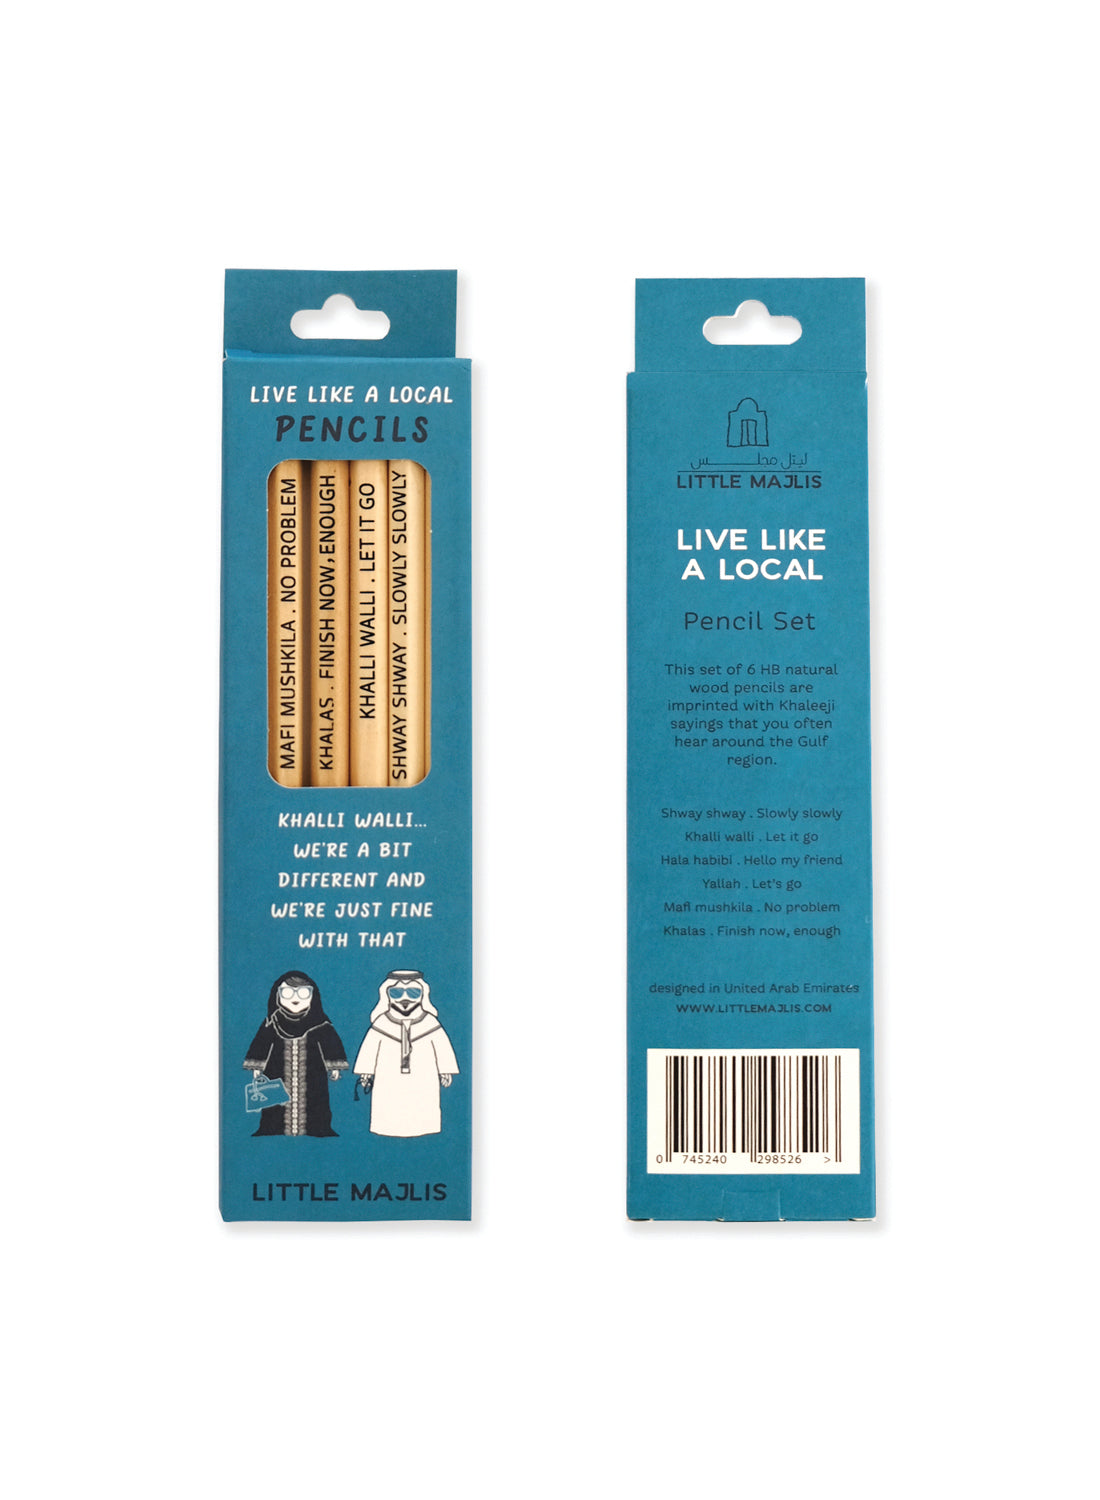 LIVE LIKE A LOCAL
PENCILS
MAFI MUSHKILA . NO PROBLEM
KHALAS . FINISH NOW, ENOUGH
KHALLI WALLI . LET IT GO
SHWAY SHWAY . SLOWLY SLOWLY
KHALLI WALLI...
WE'RE A BIT
DIFFERENT AND
WE'RE JUST FINE
WITH THAT
LITTLE MAJLIS
ليتل مجلـــــــس
LITTLE MAJLIS
LIVE LIKE
A LOCAL
Pencil Set
This set of 6 HB natural
wood pencils are
imprinted with Khaleeji
sayings that you often
hear around the Gulf
region.
Shway shway . Slowly slowly
Khalli walli . Let it go
Hala habibi . Hello my friend
Yallah . Let's go
Mafi mushkila . No problem
Khalas . Finish now, enough
designed in United Arab Emirates
WWW.LITTLEMAJLIS.COM
0 745240 298526 >